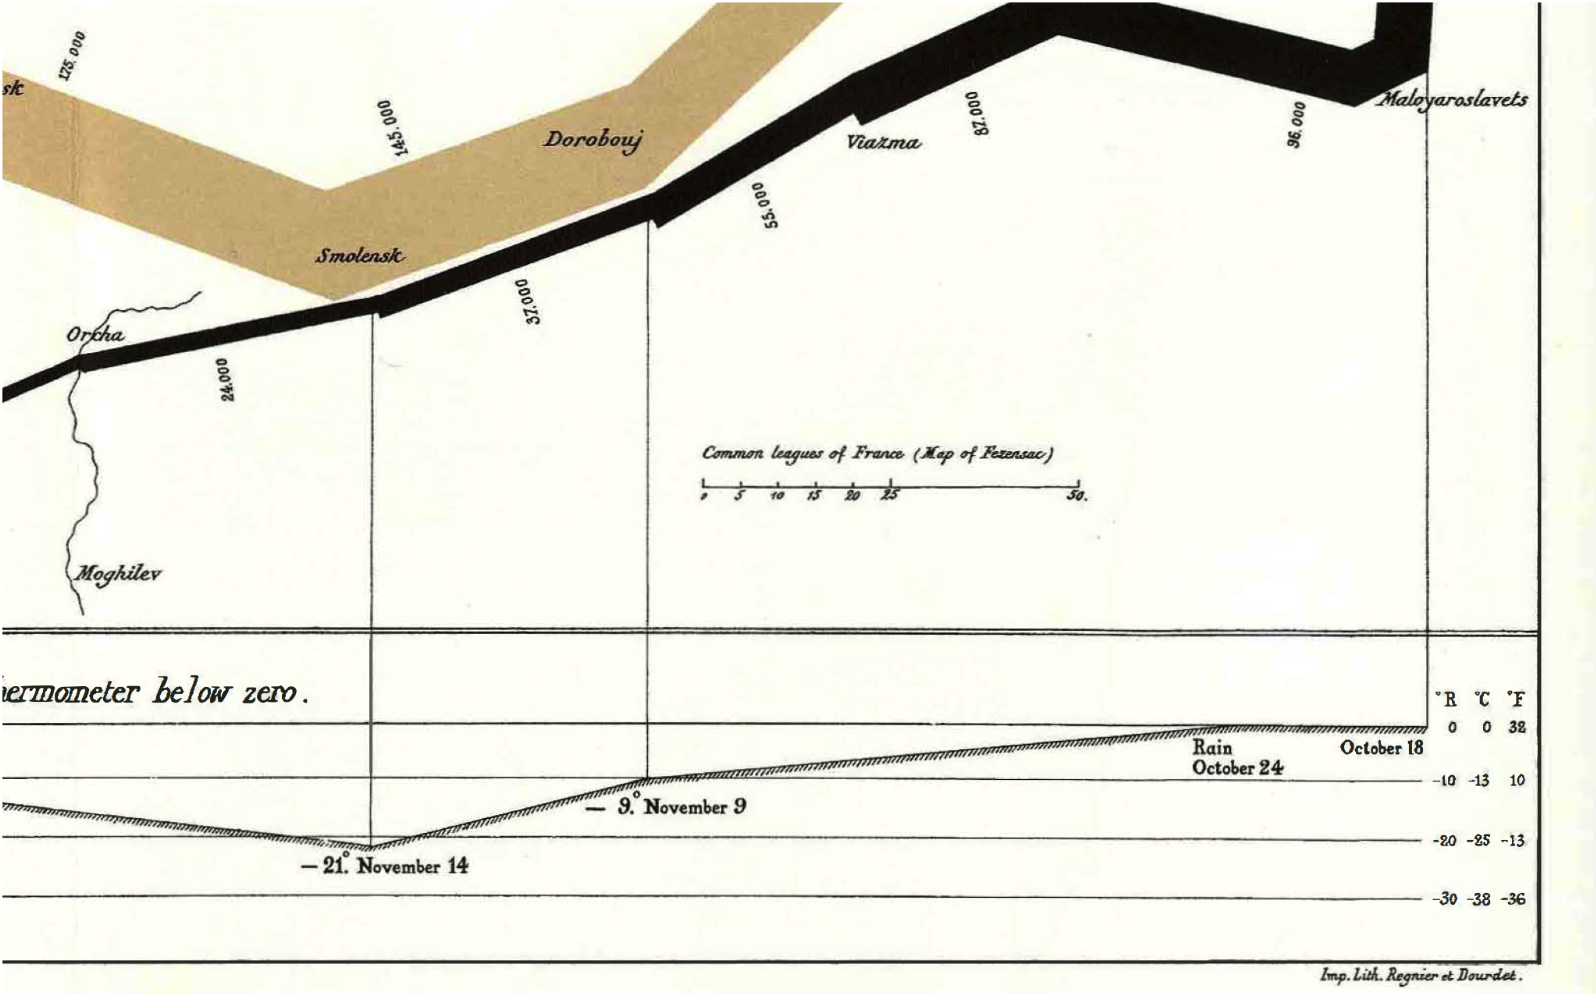 175.000
sk
145.000
Dorobouj
Viazma
82.000
96.000
Maloyaroslavets
55.000
Smolensk
37.000
Orcha
24.000
Common leagues of France (Map of Fezensac)
0 5 10 15 20 25 50.
Moghilev
hermometer below zero.
°R °C °F
0 0 32
Rain
October 24
October 18
-10 -13 10
— 9.° November 9
-20 -25 -13
— 21.° November 14
-30 -38 -36
Imp. Lith. Regnier et Dourdet.